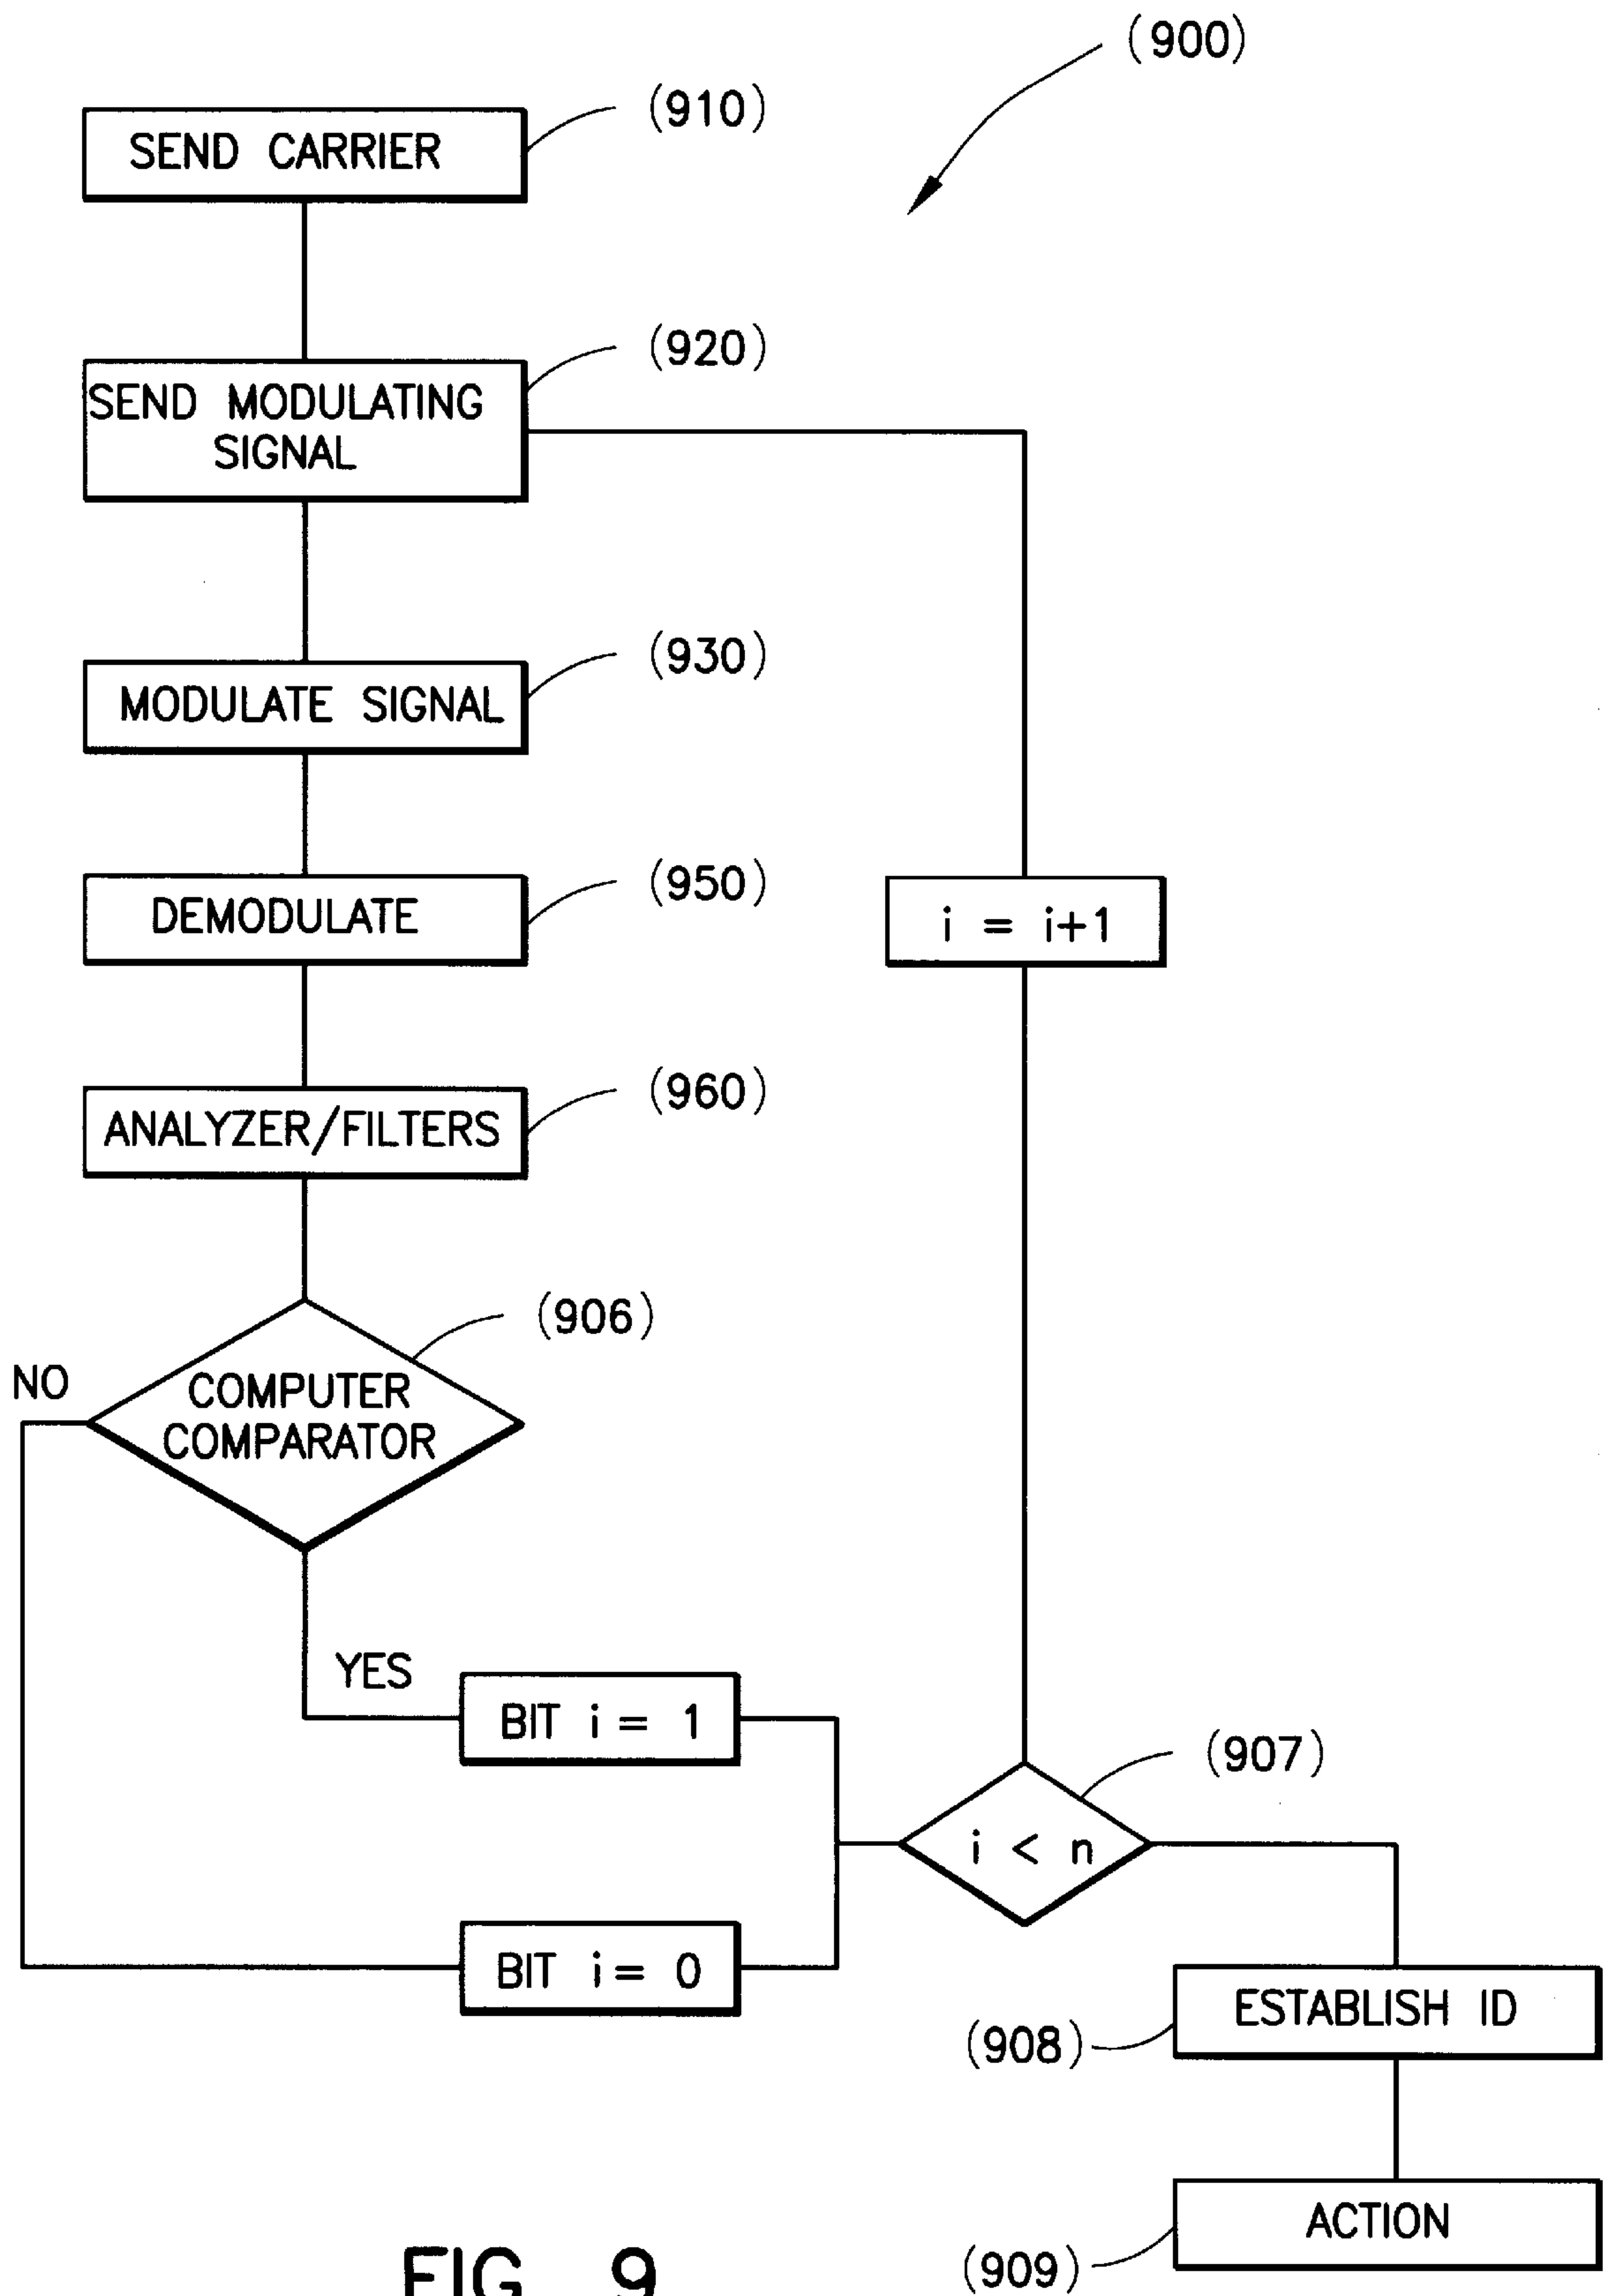 (900)
(910)
SEND CARRIER
(920)
SEND MODULATING
SIGNAL
(930)
MODULATE SIGNAL
(950)
DEMODULATE
i = i+1
(960)
ANALYZER/FILTERS
(906)
NO
COMPUTER
COMPARATOR
YES
BIT i = 1
(907)
i < n
BIT i = 0
ESTABLISH ID
(908)
ACTION
(909)
FIG. 9